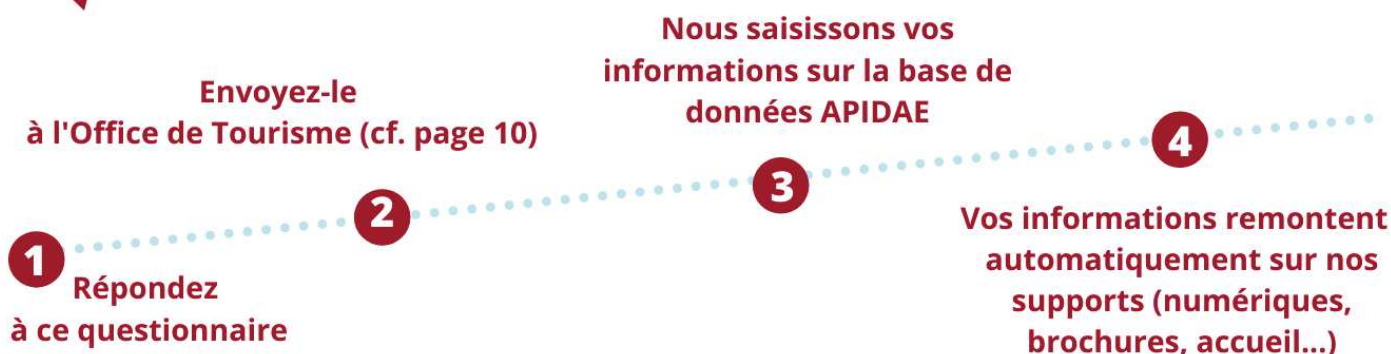 1
Répondez
à ce questionnaire
Envoyez-le
à l'Office de Tourisme (cf. page 10)
2
Nous saisissons vos
informations sur la base de
données APIDAE
3
4
Vos informations remontent
automatiquement sur nos
supports (numériques,
brochures, accueil...)